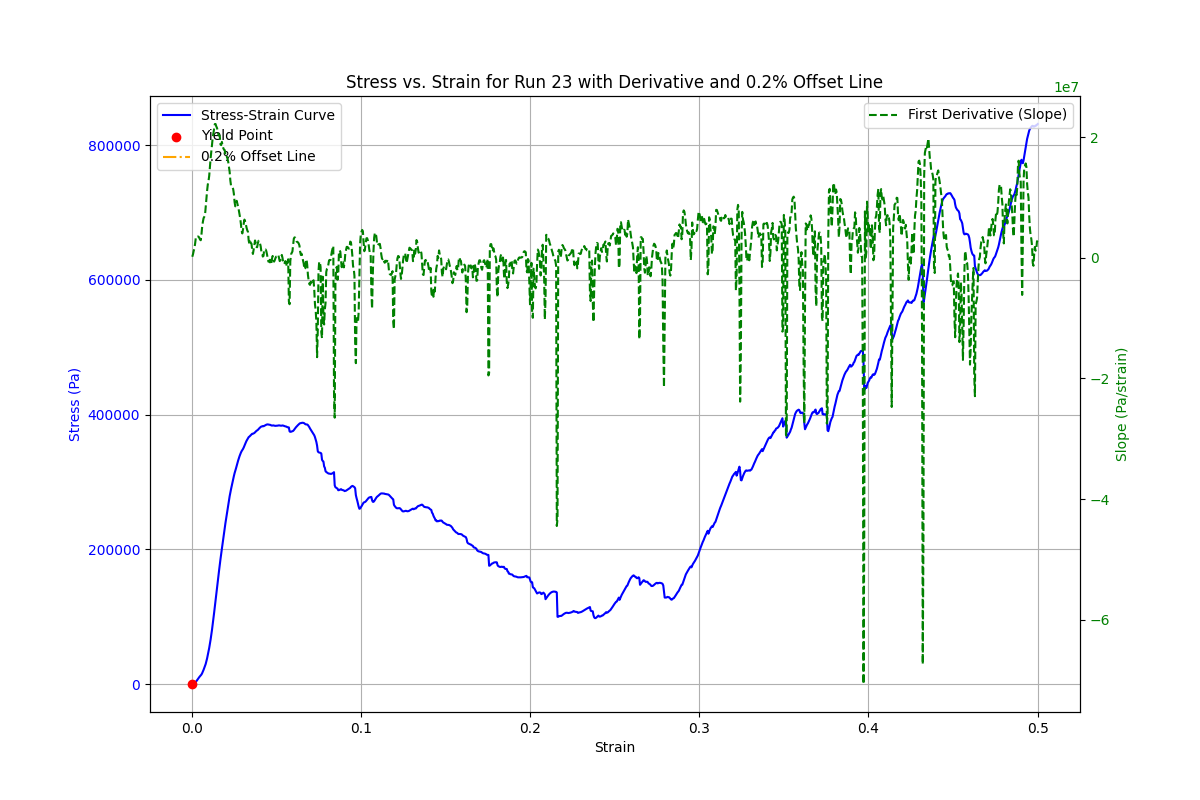 Stress vs. Strain for Run 23 with Derivative and 0.2% Offset Line
1e7
Stress-Strain Curve
Yield Point
0.2% Offset Line
First Derivative (Slope)
800000
600000
400000
200000
0
Stress (Pa)
2
0
−2
−4
−6
Slope (Pa/strain)
0.0
0.1
0.2
0.3
0.4
0.5
Strain